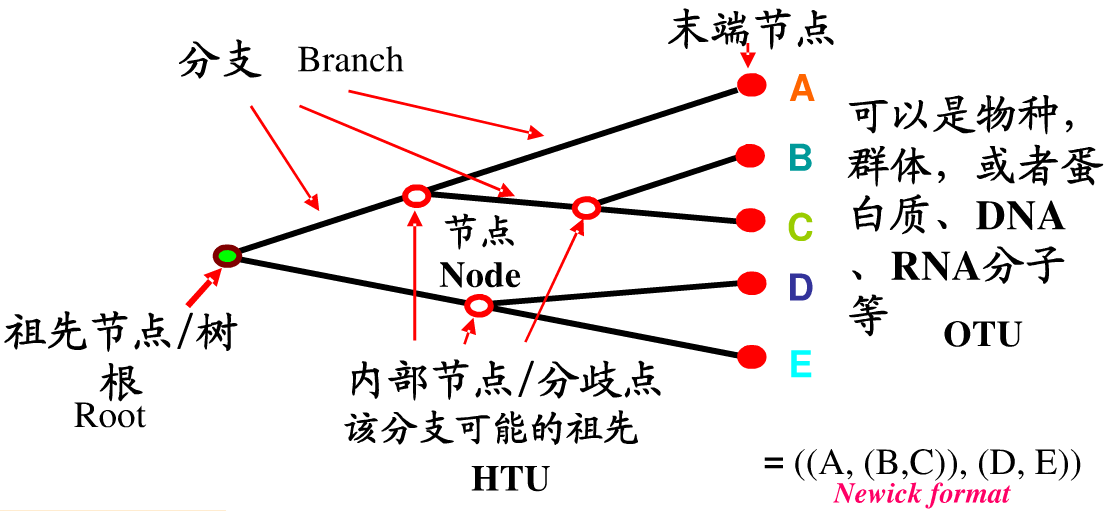 末端节点
分支 Branch
A
B
C
D
E
可以是物种，
群体，或者蛋
白质、DNA
、RNA分子
等
OTU
节点
Node
祖先节点/树
根
Root
内部节点/分歧点
该分支可能的祖先
HTU
= ((A, (B,C)), (D, E))
Newick format